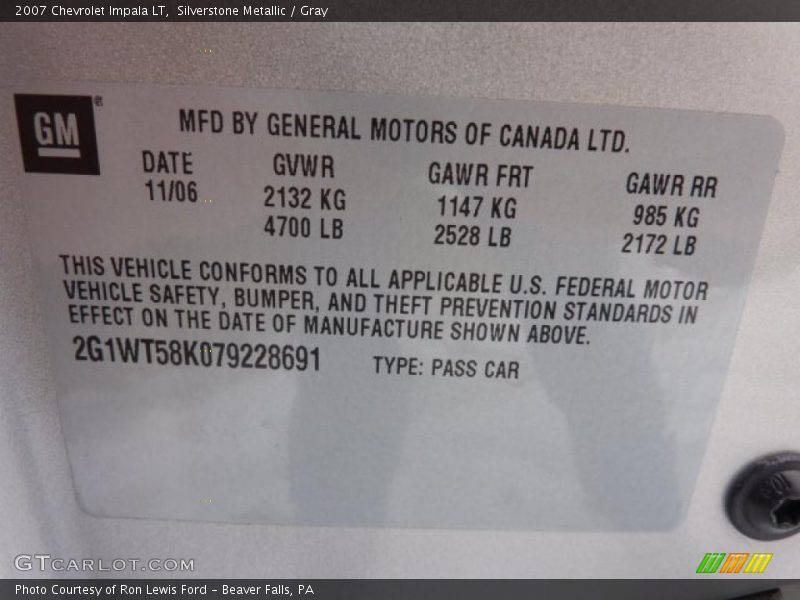 2007 Chevrolet Impala LT, Silverstone Metallic / Gray
GM
MFD BY GENERAL MOTORS OF CANADA LTD.
DATE GVWR GAWR FRT GAWR RR
11/06 2132 KG 1147 KG 985 KG
4700 LB 2528 LB 2172 LB
THIS VEHICLE CONFORMS TO ALL APPLICABLE U.S. FEDERAL MOTOR
VEHICLE SAFETY, BUMPER, AND THEFT PREVENTION STANDARDS IN
EFFECT ON THE DATE OF MANUFACTURE SHOWN ABOVE.
2G1WT58K079228691 TYPE: PASS CAR
GTCARLOT.COM
Photo Courtesy of Ron Lewis Ford - Beaver Falls, PA